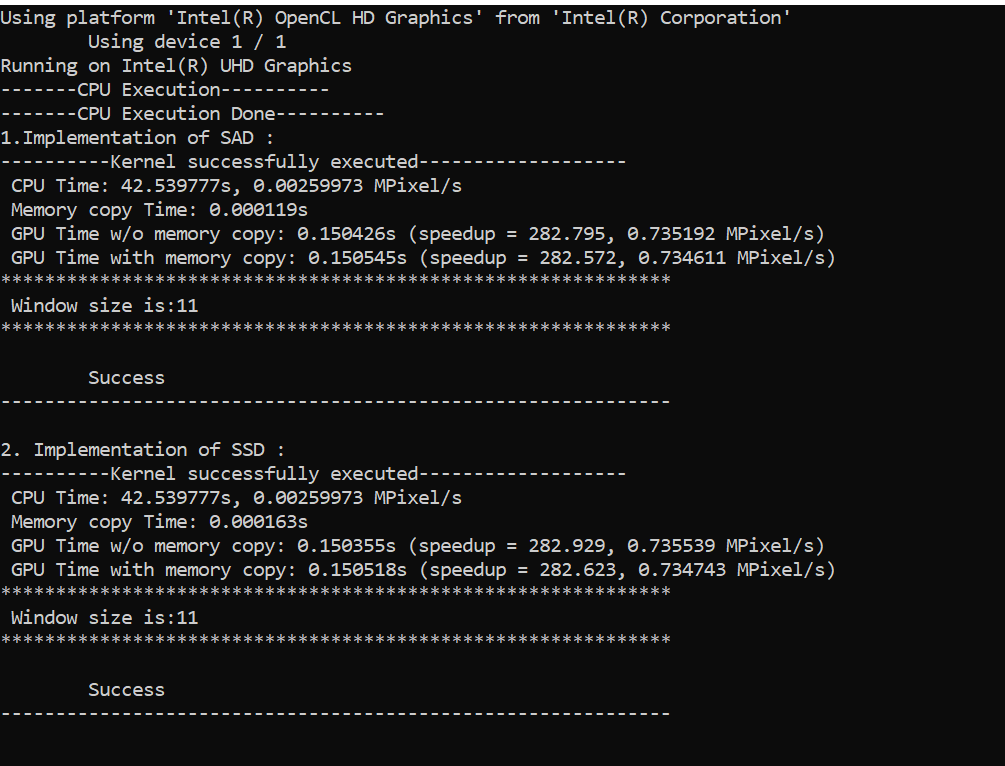 Using platform 'Intel(R) OpenCL HD Graphics' from 'Intel(R) Corporation'
        Using device 1 / 1
Running on Intel(R) UHD Graphics
-------CPU Execution----------
-------CPU Execution Done----------
1.Implementation of SAD :
----------Kernel successfully executed-------------------
 CPU Time: 42.539777s, 0.00259973 MPixel/s
 Memory copy Time: 0.000119s
 GPU Time w/o memory copy: 0.150426s (speedup = 282.795, 0.735192 MPixel/s)
 GPU Time with memory copy: 0.150545s (speedup = 282.572, 0.734611 MPixel/s)
*************************************************************
 Window size is:11
*************************************************************

        Success
-------------------------------------------------------------

2. Implementation of SSD :
----------Kernel successfully executed-------------------
 CPU Time: 42.539777s, 0.00259973 MPixel/s
 Memory copy Time: 0.000163s
 GPU Time w/o memory copy: 0.150355s (speedup = 282.929, 0.735539 MPixel/s)
 GPU Time with memory copy: 0.150518s (speedup = 282.623, 0.734743 MPixel/s)
*************************************************************
 Window size is:11
*************************************************************

        Success
-------------------------------------------------------------